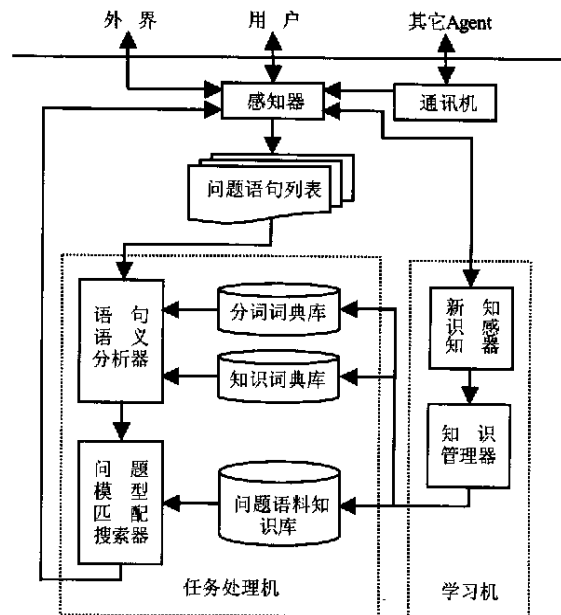 外 界
用 户
其它Agent
感知器
通讯机
问题语句列表
语 句
语 义
分析器
分词词典库
知识词典库
新 知
识 感
知 器
知 识
管理器
问 题
模 型
匹 配
搜索器
问题语料知
识库
任务处理机
学习机